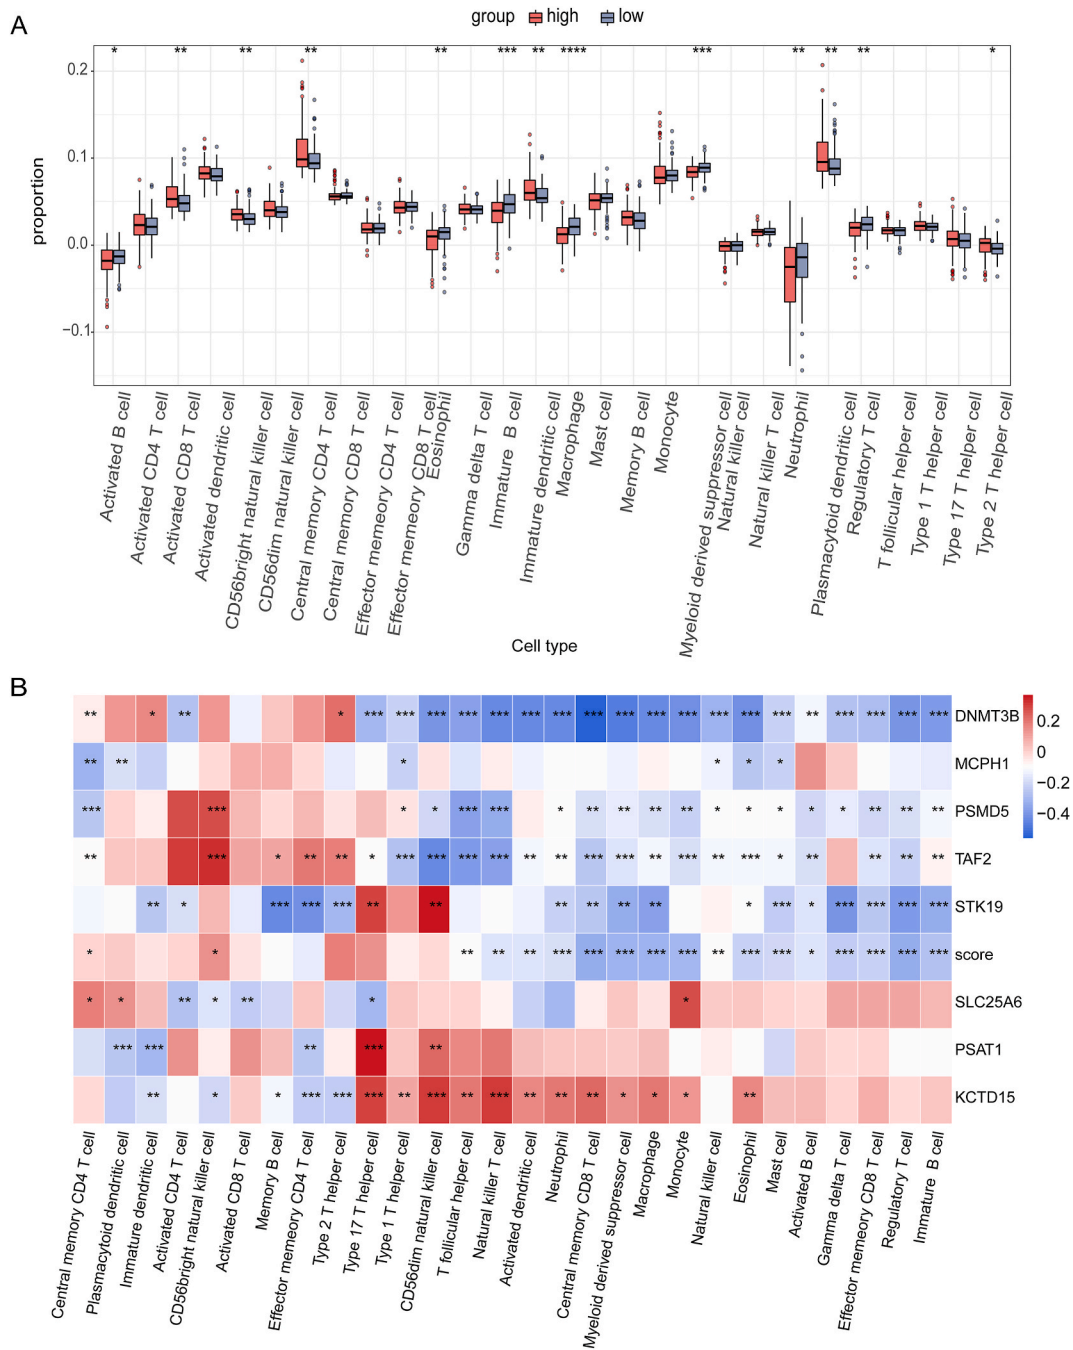 A
group high low
* ** ** ** ** *** ** **** *** ** ** ** *
proportion
0.2
0.1
0.0
−0.1
Activated B cell
Activated CD4 T cell
Activated CD8 T cell
Activated dendritic cell
CD56bright natural killer cell
CD56dim natural killer cell
Central memory CD4 T cell
Central memory CD8 T cell
Effector memeory CD4 T cell
Effector memeory CD8 T cell
Eosinophil
Gamma delta T cell
Immature B cell
Immature dendritic cell
Macrophage
Mast cell
Memory B cell
Monocyte
Myeloid derived suppressor cell
Natural killer cell
Natural killer T cell
Neutrophil
Plasmacytoid dendritic cell
Regulatory T cell
T follicular helper cell
Type 1 T helper cell
Type 17 T helper cell
Type 2 T helper cell
Cell type
B
** * ** * *** *** *** *** *** *** *** *** *** *** *** *** *** *** ** *** *** *** *** DNMT3B
** ** * * * * MCPH1
*** *** * * *** *** * ** ** ** ** * * * * * ** ** ** PSMD5
** *** * ** ** * *** *** *** *** ** ** *** *** ** *** ** *** * ** ** ** ** TAF2
** * *** *** *** ** ** ** ** ** ** * *** * *** *** *** *** STK19
* * ** ** ** *** *** *** *** *** ** *** *** * *** *** *** *** score
* * ** * ** * * SLC25A6
*** *** ** *** ** PSAT1
** * * *** *** *** ** *** ** *** ** ** ** * * * ** KCTD15
0.2
0
−0.2
−0.4
Central memory CD4 T cell
Plasmacytoid dendritic cell
Immature dendritic cell
Activated CD4 T cell
CD56bright natural killer cell
Activated CD8 T cell
Memory B cell
Effector memeory CD4 T cell
Type 2 T helper cell
Type 17 T helper cell
Type 1 T helper cell
CD56dim natural killer cell
T follicular helper cell
Natural killer T cell
Activated dendritic cell
Neutrophil
Central memory CD8 T cell
Myeloid derived suppressor cell
Macrophage
Monocyte
Natural killer cell
Eosinophil
Mast cell
Activated B cell
Gamma delta T cell
Effector memeory CD8 T cell
Regulatory T cell
Immature B cell